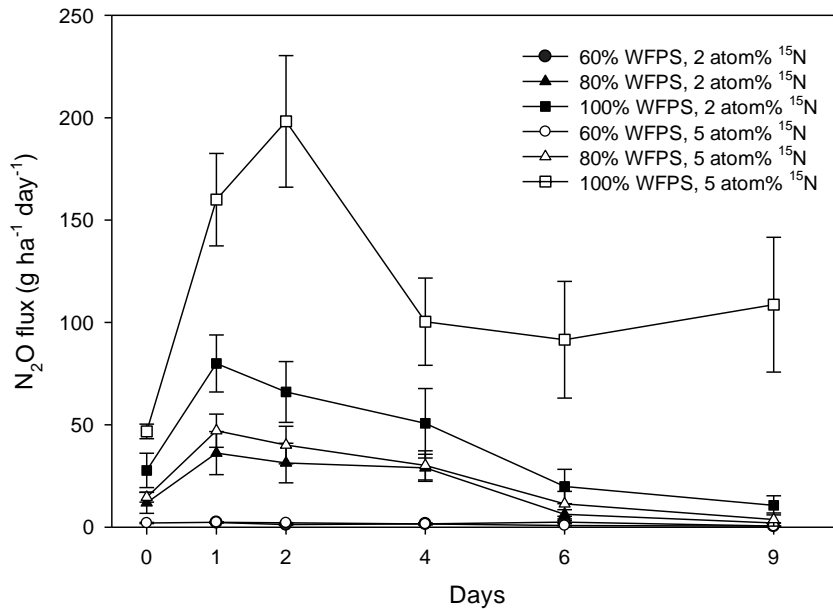 250
200
150
100
50
0
N₂O flux (g ha⁻¹ day⁻¹)
60% WFPS, 2 atom% ¹⁵N
80% WFPS, 2 atom% ¹⁵N
100% WFPS, 2 atom% ¹⁵N
60% WFPS, 5 atom% ¹⁵N
80% WFPS, 5 atom% ¹⁵N
100% WFPS, 5 atom% ¹⁵N
0 1 2 4 6 9
Days